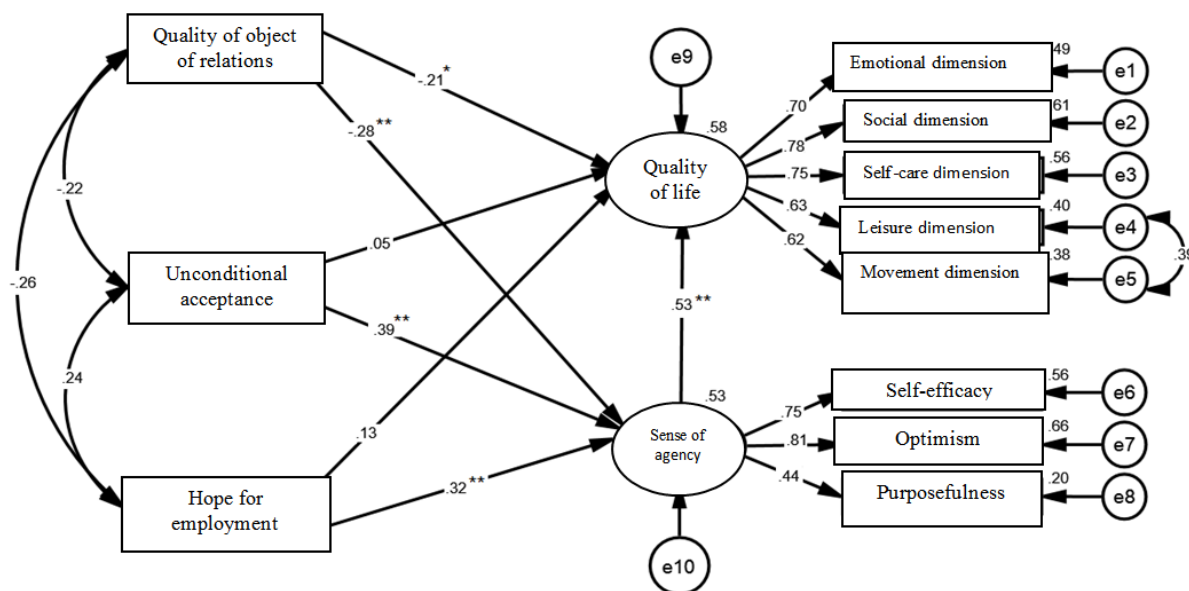 Quality of object
of relations
-.21*
-.28**
-.22
-.26
Unconditional
acceptance
.05
.39**
.24
Hope for
employment
.13
.32**
e9
.58
Quality
of life
.53**
.53
Sense of
agency
e10
.70
.78
.75
.63
.62
Emotional dimension
.49
e1
Social dimension
.61
e2
Self-care dimension
.56
e3
Leisure dimension
.40
e4
Movement dimension
.38
e5
.75
.81
.44
Self-efficacy
.56
e6
Optimism
.66
e7
Purposefulness
.20
e8